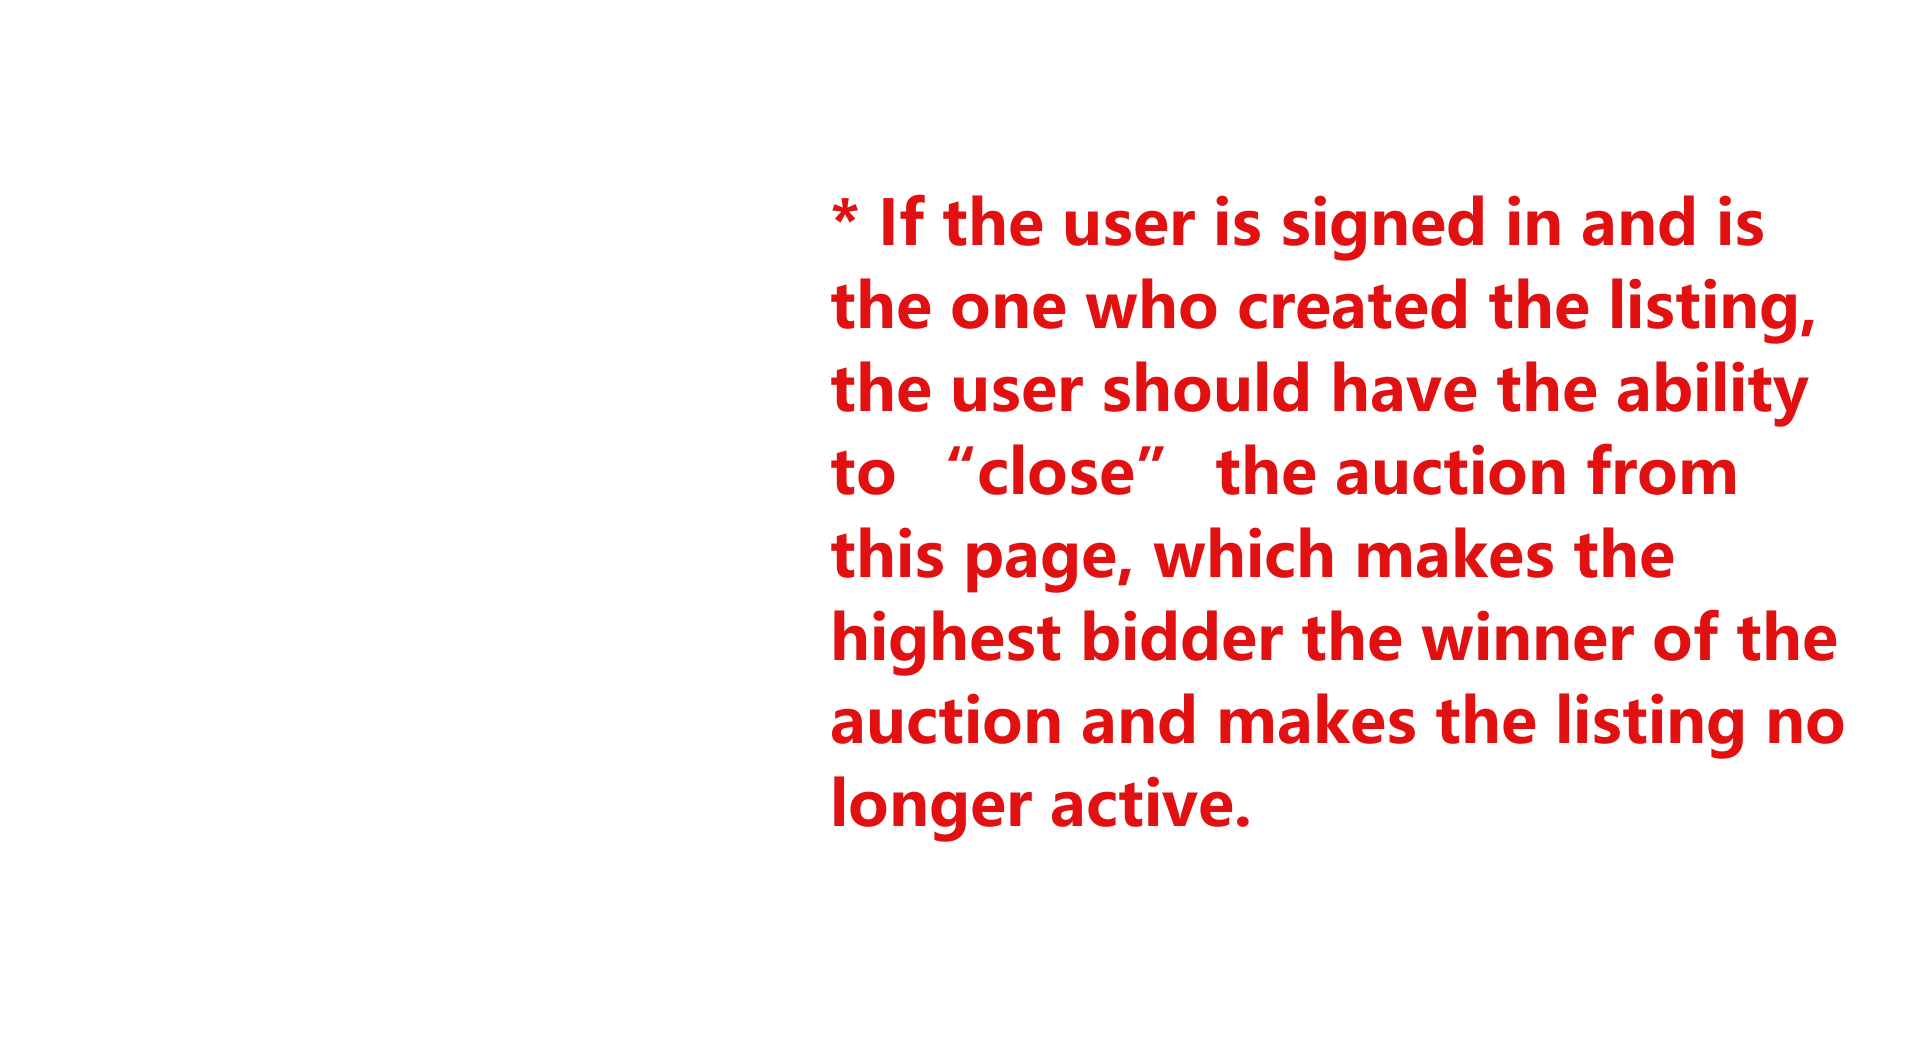 * If the user is signed in and is
the one who created the listing,
the user should have the ability
to “close” the auction from
this page, which makes the
highest bidder the winner of the
auction and makes the listing no
longer active.